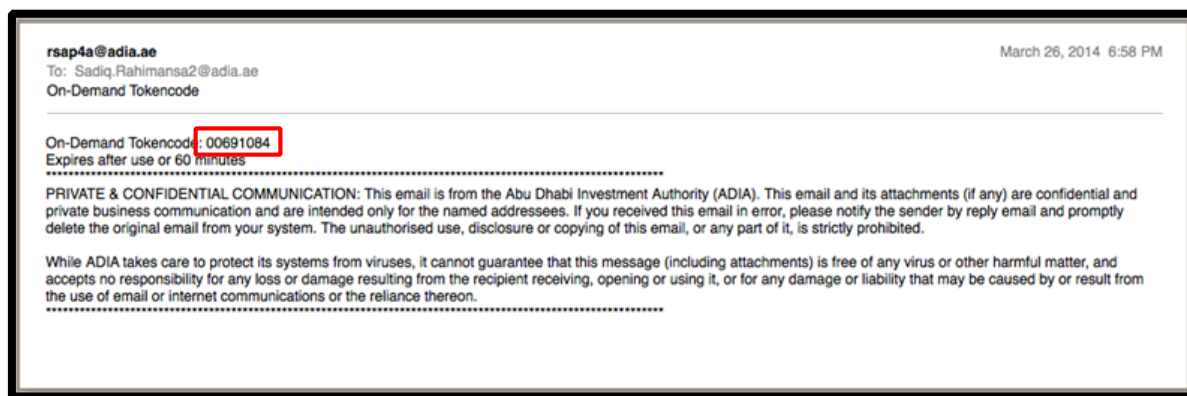 rsap4a@adia.ae March 26, 2014 6:58 PM
To: Sadiq.Rahimansa2@adia.ae
On-Demand Tokencode
On-Demand Tokencode: 00691084
Expires after use or 60 minutes
****************************************************************************************************************
PRIVATE & CONFIDENTIAL COMMUNICATION: This email is from the Abu Dhabi Investment Authority (ADIA). This email and its attachments (if any) are confidential and
private business communication and are intended only for the named addressees. If you received this email in error, please notify the sender by reply email and promptly
delete the original email from your system. The unauthorised use, disclosure or copying of this email, or any part of it, is strictly prohibited.
While ADIA takes care to protect its systems from viruses, it cannot guarantee that this message (including attachments) is free of any virus or other harmful matter, and
accepts no responsibility for any loss or damage resulting from the recipient receiving, opening or using it, or for any damage or liability that may be caused by or result from
the use of email or internet communications or the reliance thereon.
****************************************************************************************************************